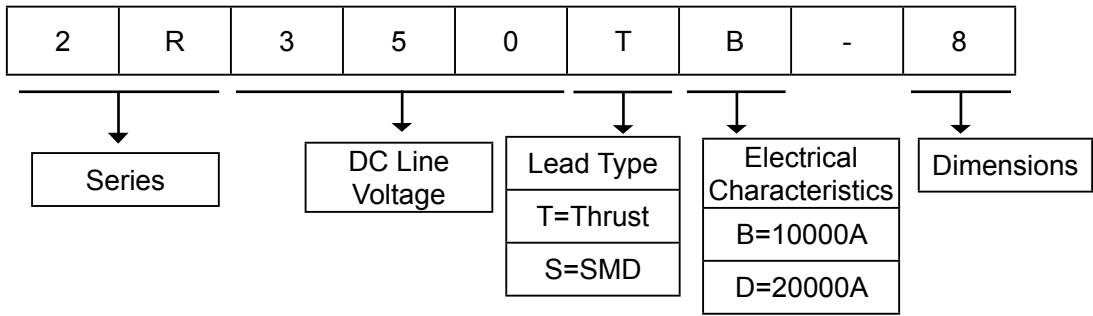 2 R 3 5 0 T B - 8
Series
DC Line
Voltage
Lead Type
T=Thrust
S=SMD
Electrical
Characteristics
B=10000A
D=20000A
Dimensions